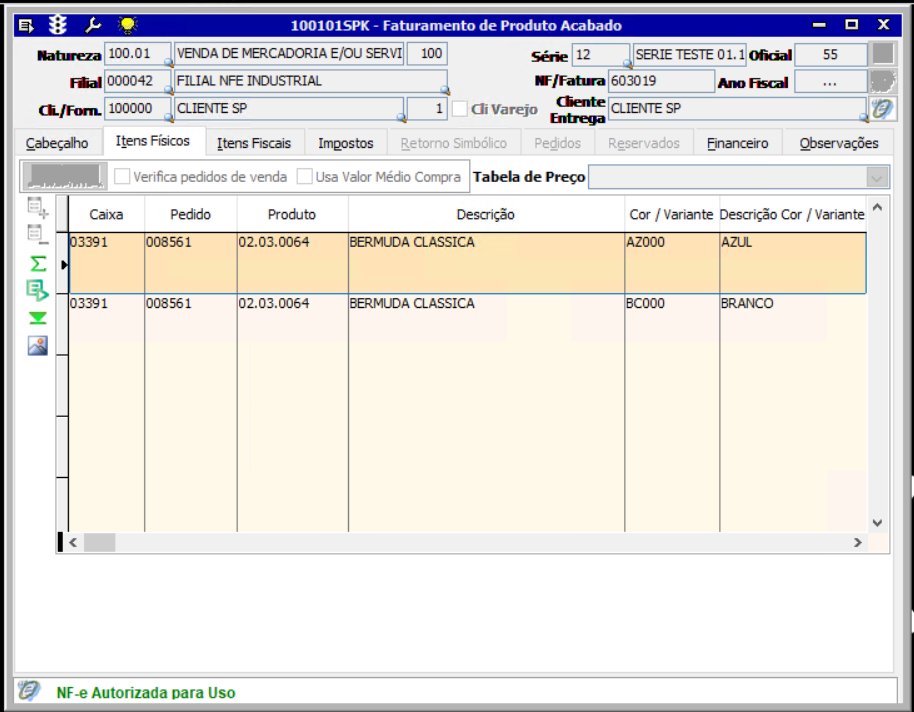 100101SPK - Faturamento de Produto Acabado
Natureza 100.01 VENDA DE MERCADORIA E/OU SERVI 100 Série 12 SERIE TESTE 01.1 Oficial 55
Filial 000042 FILIAL NFE INDUSTRIAL NF/Fatura 603019 Ano Fiscal ...
Cli./Forn. 100000 CLIENTE SP 1 Cli Varejo Cliente Entrega CLIENTE SP
Cabeçalho Itens Físicos Itens Fiscais Impostos Retorno Simbólico Pedidos Reservados Financeiro Observações
Verifica pedidos de venda Usa Valor Médio Compra Tabela de Preço
Caixa Pedido Produto Descrição Cor / Variante Descrição Cor / Variante
03391 008561 02.03.0064 BERMUDA CLASSICA AZ000 AZUL
03391 008561 02.03.0064 BERMUDA CLASSICA BC000 BRANCO
NF-e Autorizada para Uso